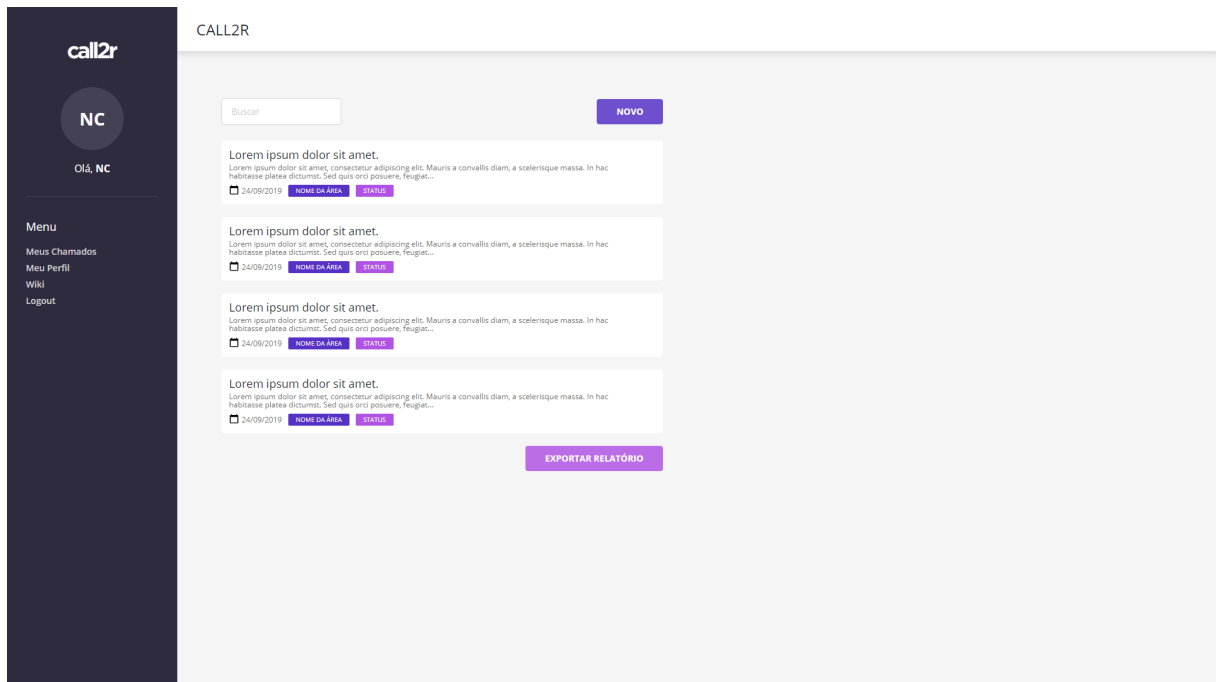 call2r
NC
Olá, NC
Menu
Meus Chamados
Meu Perfil
Wiki
Logout
CALL2R
Buscar
NOVO
Lorem ipsum dolor sit amet.
Lorem ipsum dolor sit amet, consectetur adipiscing elit. Mauris a convallis diam, a scelerisque massa. In hac
habitasse platea dictumst. Sed quis orci posuere, feugiat...
24/09/2019 NOME DA ÁREA STATUS
Lorem ipsum dolor sit amet.
Lorem ipsum dolor sit amet, consectetur adipiscing elit. Mauris a convallis diam, a scelerisque massa. In hac
habitasse platea dictumst. Sed quis orci posuere, feugiat...
24/09/2019 NOME DA ÁREA STATUS
Lorem ipsum dolor sit amet.
Lorem ipsum dolor sit amet, consectetur adipiscing elit. Mauris a convallis diam, a scelerisque massa. In hac
habitasse platea dictumst. Sed quis orci posuere, feugiat...
24/09/2019 NOME DA ÁREA STATUS
Lorem ipsum dolor sit amet.
Lorem ipsum dolor sit amet, consectetur adipiscing elit. Mauris a convallis diam, a scelerisque massa. In hac
habitasse platea dictumst. Sed quis orci posuere, feugiat...
24/09/2019 NOME DA ÁREA STATUS
EXPORTAR RELATÓRIO